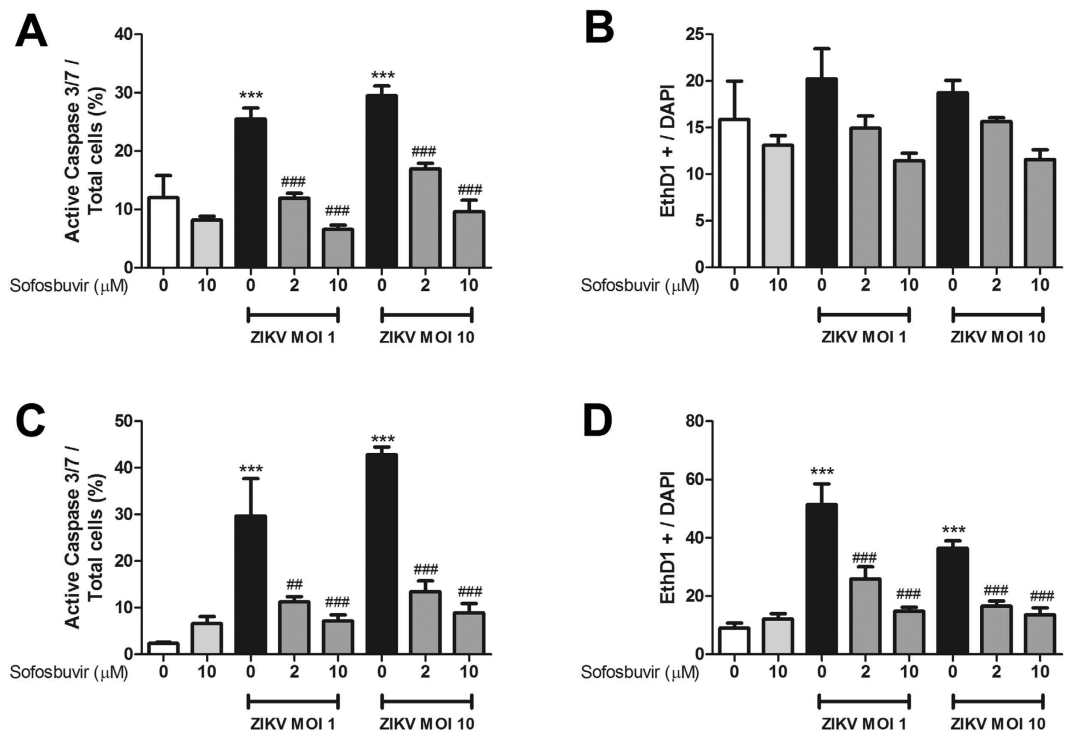 A
Active Caspase 3/7 /
Total cells (%)
40
30
20
10
0
***
***
###
###
###
###
Sofosbuvir (µM)
0 10 0 2 10 0 2 10
ZIKV MOI 1 ZIKV MOI 10
B
EthD1 + / DAPI
25
20
15
10
5
0
0 10 0 2 10 0 2 10
ZIKV MOI 1 ZIKV MOI 10
C
Active Caspase 3/7 /
Total cells (%)
50
40
30
20
10
0
***
***
##
###
###
###
Sofosbuvir (µM)
0 10 0 2 10 0 2 10
ZIKV MOI 1 ZIKV MOI 10
D
EthD1 + / DAPI
80
60
40
20
0
***
***
###
###
###
###
Sofosbuvir (µM)
0 10 0 2 10 0 2 10
ZIKV MOI 1 ZIKV MOI 10